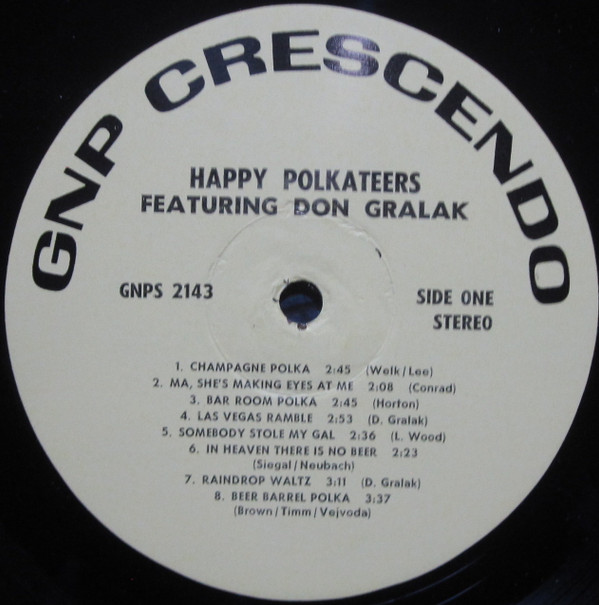 GNP CRESCENDO
HAPPY POLKATEERS
FEATURING DON GRALAK
GNPS 2143
SIDE ONE
STEREO
1. CHAMPAGNE POLKA 2:45 (Welk/Lee)
2. MA, SHE'S MAKING EYES AT ME 2:08 (Conrad)
3. BAR ROOM POLKA 2:45 (Horton)
4. LAS VEGAS RAMBLE 2:53 (D. Gralak)
5. SOMEBODY STOLE MY GAL 2:36 (L. Wood)
6. IN HEAVEN THERE IS NO BEER 2:23
(Siegal/Neubach)
7. RAINDROP WALTZ 3:11 (D. Gralak)
8. BEER BARREL POLKA 3:37
(Brown/Timm/Vejvoda)